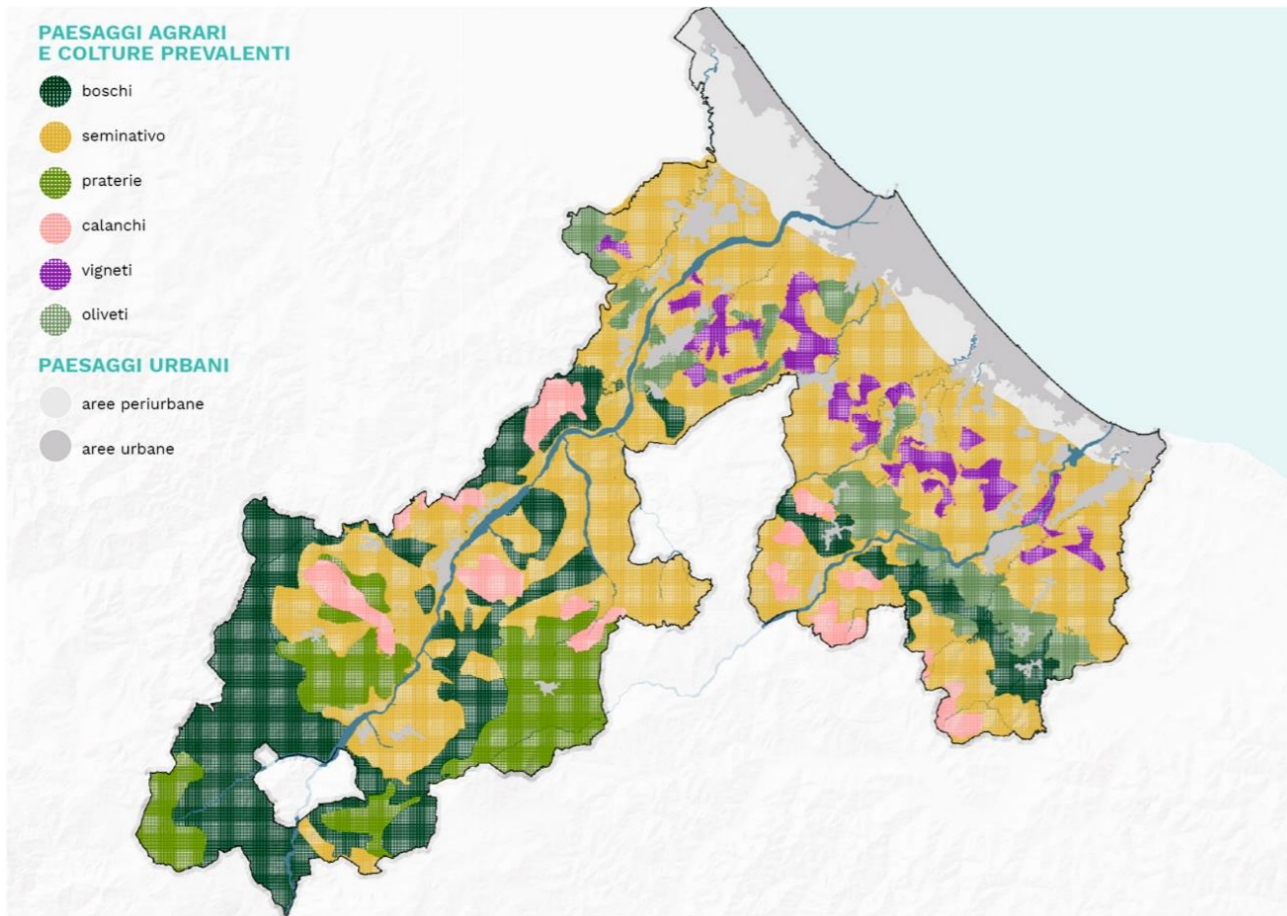 PAESAGGI AGRARI
E COLTURE PREVALENTI
boschi
seminativo
praterie
calanchi
vigneti
oliveti
PAESAGGI URBANI
aree periurbane
aree urbane